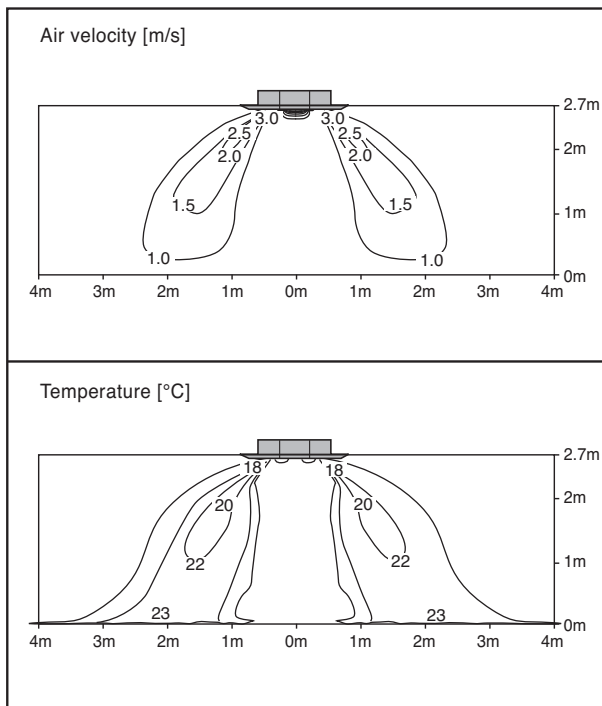 Air velocity [m/s]
2.7m
3.0 3.0
2.5 2.5
2.0 2.0
2m
1.5 1.5
1m
1.0 1.0
0m
4m 3m 2m 1m 0m 1m 2m 3m 4m
Temperature [°C]
2.7m
18 18
20 20
2m
22 22
1m
23 23
0m
4m 3m 2m 1m 0m 1m 2m 3m 4m